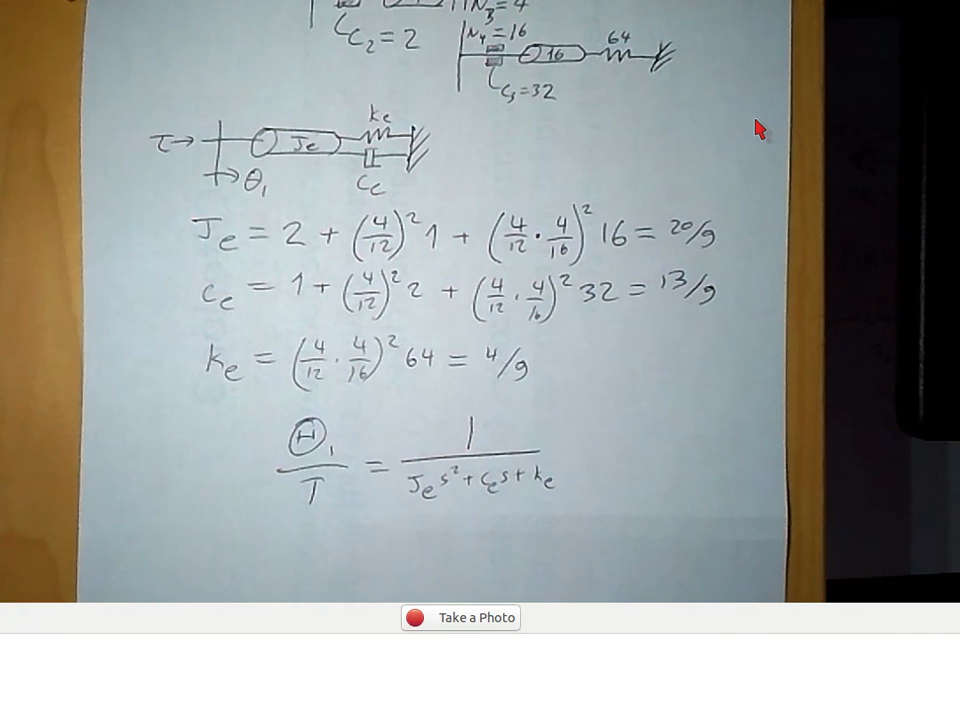 N₃ = 4
C₂ = 2
N₄ = 16
16
64
C₃ = 32
kₑ
τ → Jₑ
→ θ₁
Cₑ
Jₑ = 2 + (4/12)² 1 + (4/12 · 4/16)² 16 = 20/9
cₑ = 1 + (4/12)² 2 + (4/12 · 4/16)² 32 = 13/9
kₑ = (4/12 · 4/16)² 64 = 4/9
Θ₁/T = 1/(Jₑs² + cₑs + kₑ)
Take a Photo